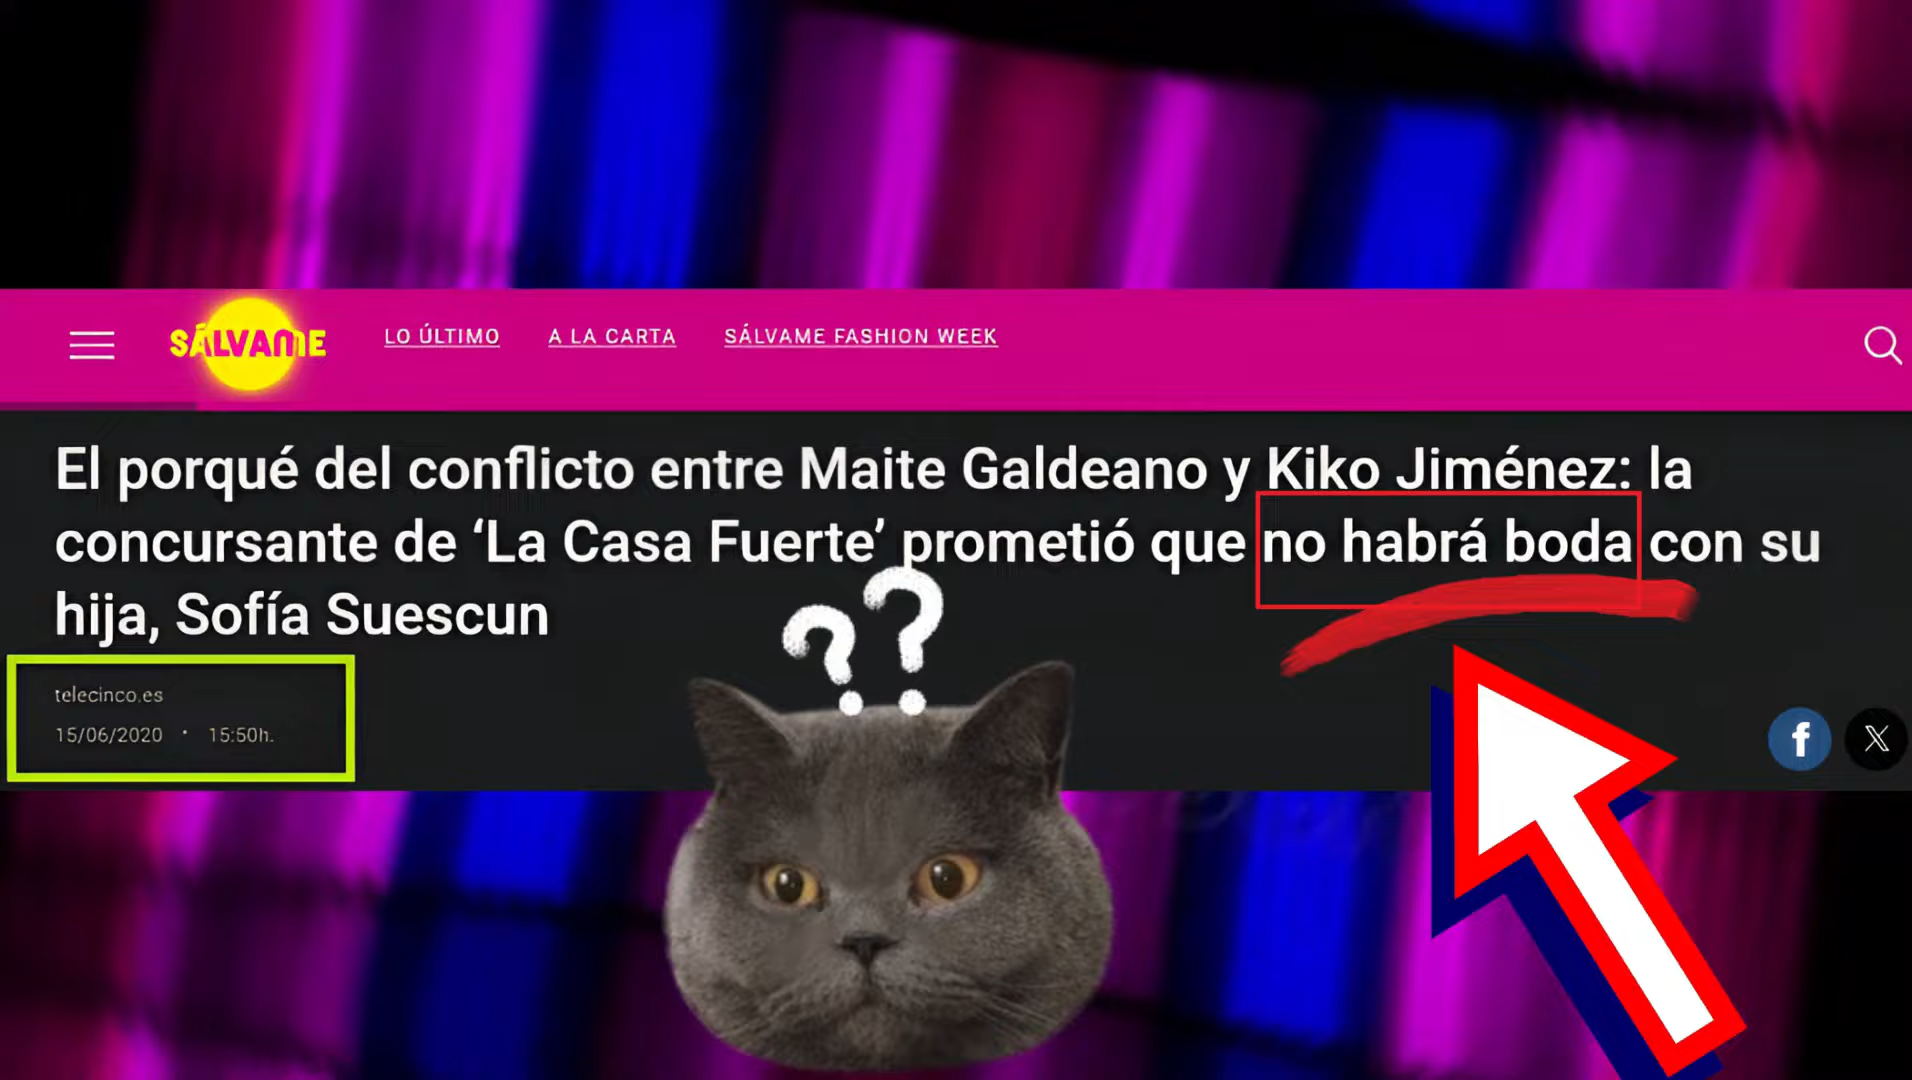 SÁLVAME
LO ÚLTIMO
A LA CARTA
SÁLVAME FASHION WEEK
El porqué del conflicto entre Maite Galdeano y Kiko Jiménez: la
concursante de ‘La Casa Fuerte’ prometió que no habrá boda con su
hija, Sofía Suescun
??
telecinco.es
15/06/2020 · 15:50h.
f
X